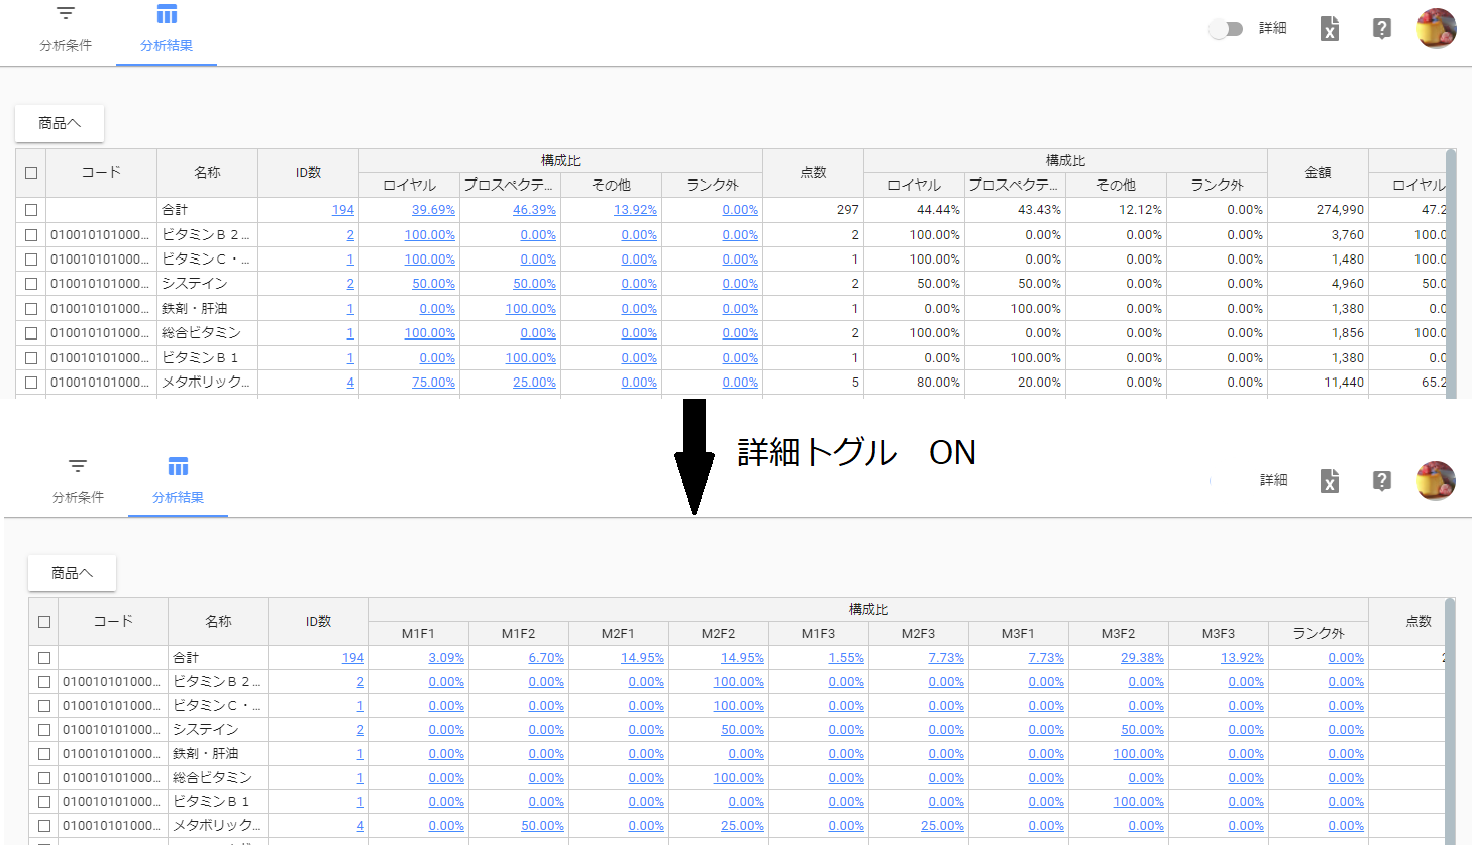 分析条件 分析結果 詳細
商品へ
コード 名称 ID数 構成比 点数 構成比 金額
ロイヤル プロスペクテ... その他 ランク外 ロイヤル プロスペクテ... その他 ランク外 ロイヤル
合計 194 39.69% 46.39% 13.92% 0.00% 297 44.44% 43.43% 12.12% 0.00% 274,990 47.2
010010101000... ビタミンB2... 2 100.00% 0.00% 0.00% 0.00% 2 100.00% 0.00% 0.00% 0.00% 3,760 100.0
010010101000... ビタミンC・... 1 100.00% 0.00% 0.00% 0.00% 1 100.00% 0.00% 0.00% 0.00% 1,480 100.0
010010101000... システイン 2 50.00% 50.00% 0.00% 0.00% 2 50.00% 50.00% 0.00% 0.00% 4,960 50.0
010010101000... 鉄剤・肝油 1 0.00% 100.00% 0.00% 0.00% 1 0.00% 100.00% 0.00% 0.00% 1,380 0.0
010010101000... 総合ビタミン 1 100.00% 0.00% 0.00% 0.00% 2 100.00% 0.00% 0.00% 0.00% 1,856 100.0
010010101000... ビタミンB1 1 0.00% 100.00% 0.00% 0.00% 1 0.00% 100.00% 0.00% 0.00% 1,380 0.0
010010101000... メタボリック... 4 75.00% 25.00% 0.00% 0.00% 5 80.00% 20.00% 0.00% 0.00% 11,440 65.2
詳細トグル ON
分析条件 分析結果 詳細
商品へ
コード 名称 ID数 構成比 点数
M1F1 M1F2 M2F1 M2F2 M1F3 M2F3 M3F1 M3F2 M3F3 ランク外
合計 194 3.09% 6.70% 14.95% 14.95% 1.55% 7.73% 7.73% 29.38% 13.92% 0.00% 2
010010101000... ビタミンB2... 2 0.00% 0.00% 0.00% 100.00% 0.00% 0.00% 0.00% 0.00% 0.00% 0.00%
010010101000... ビタミンC・... 1 0.00% 0.00% 0.00% 100.00% 0.00% 0.00% 0.00% 0.00% 0.00% 0.00%
010010101000... システイン 2 0.00% 0.00% 0.00% 50.00% 0.00% 0.00% 0.00% 50.00% 0.00% 0.00%
010010101000... 鉄剤・肝油 1 0.00% 0.00% 0.00% 0.00% 0.00% 0.00% 0.00% 100.00% 0.00% 0.00%
010010101000... 総合ビタミン 1 0.00% 0.00% 0.00% 100.00% 0.00% 0.00% 0.00% 0.00% 0.00% 0.00%
010010101000... ビタミンB1 1 0.00% 0.00% 0.00% 0.00% 0.00% 0.00% 0.00% 100.00% 0.00% 0.00%
010010101000... メタボリック... 4 0.00% 50.00% 0.00% 25.00% 0.00% 25.00% 0.00% 0.00% 0.00% 0.00%